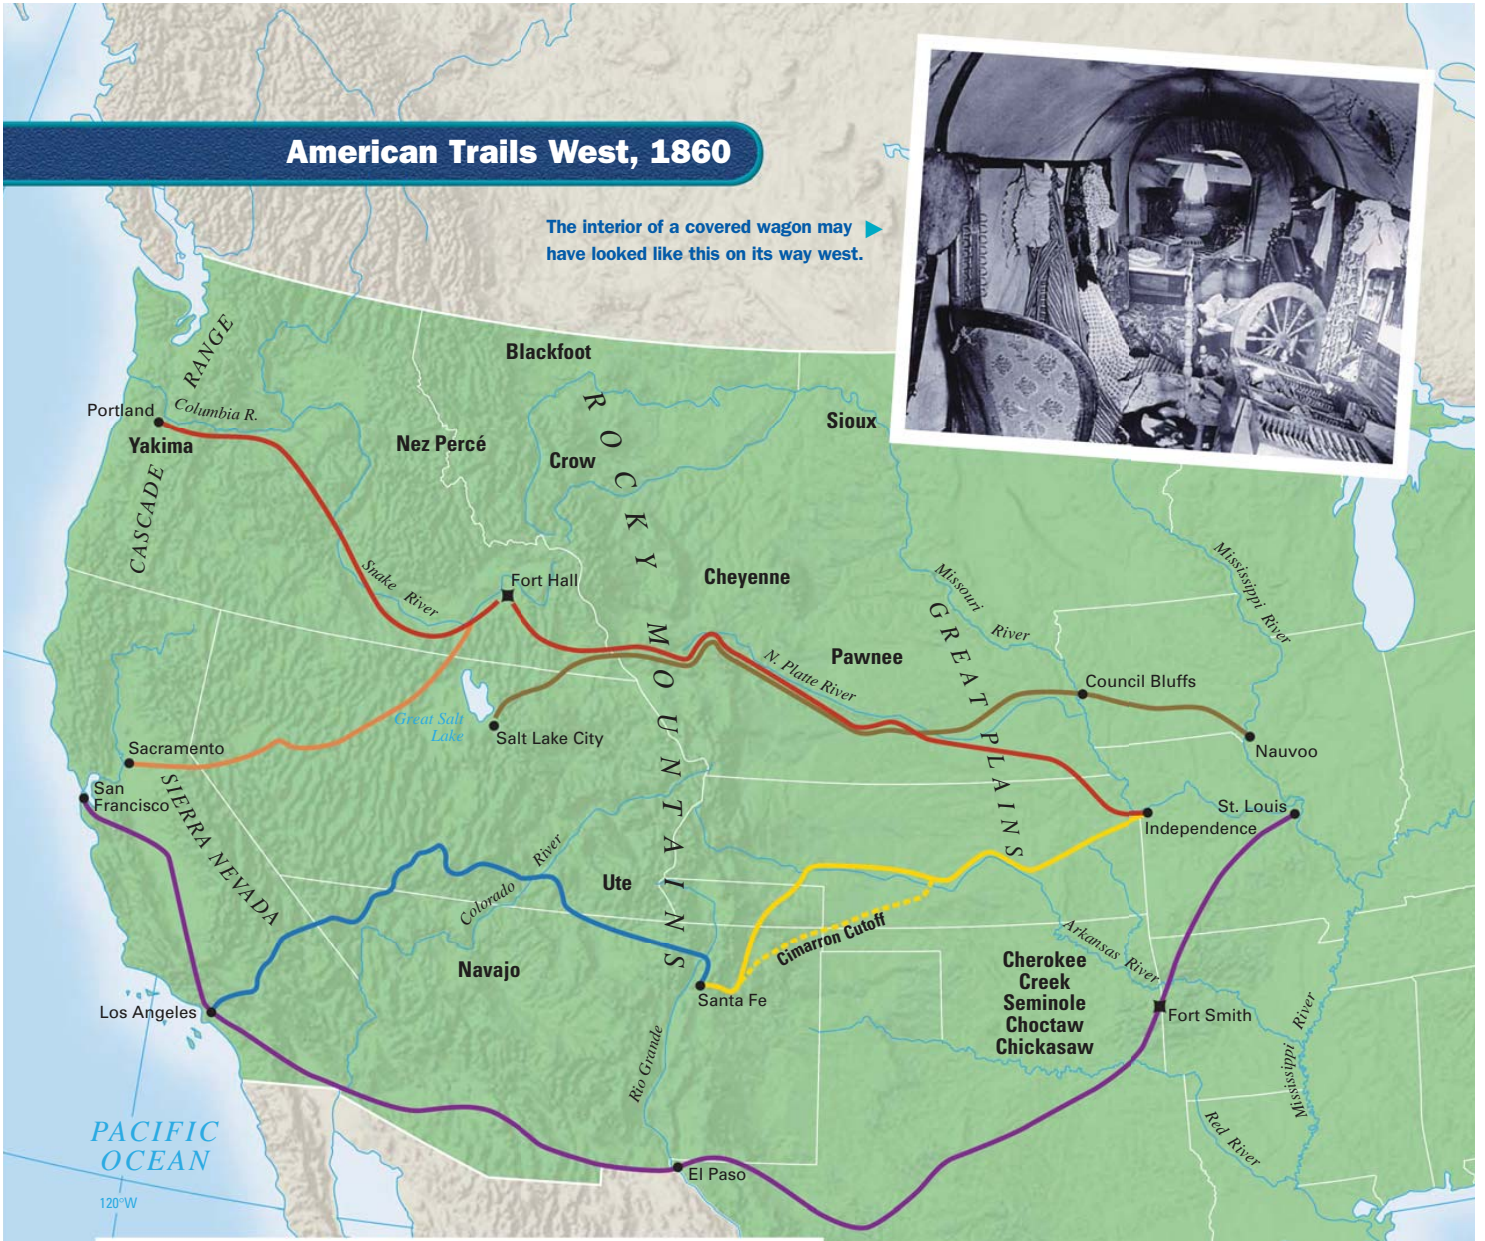 American Trails West, 1860
The interior of a covered wagon may
have looked like this on its way west.
CASCADE RANGE
Blackfoot
ROCKY MOUNTAINS
Portland
Columbia R.
Yakima
Nez Percé
Crow
Sioux
Snake River
Fort Hall
Cheyenne
Missouri River
Mississippi River
GREAT PLAINS
Pawnee
N. Platte River
Council Bluffs
Great Salt
Lake
Salt Lake City
Nauvoo
Sacramento
San
Francisco
SIERRA NEVADA
St. Louis
Independence
Colorado River
Ute
Cimarron Cutoff
Arkansas River
Navajo
Cherokee
Creek
Seminole
Choctaw
Chickasaw
Santa Fe
Los Angeles
Fort Smith
Mississippi River
Rio Grande
Red River
PACIFIC
OCEAN
El Paso
120°W